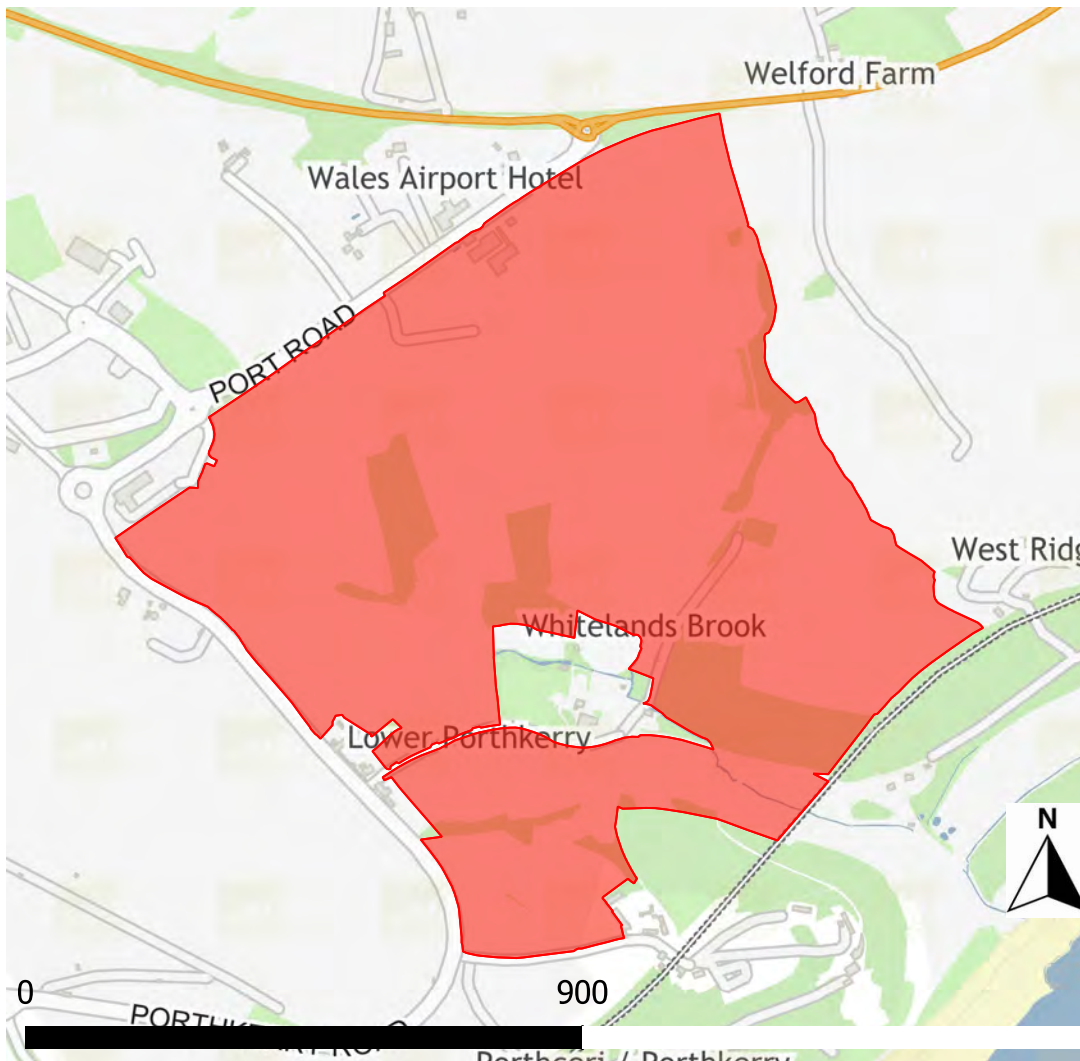 Welford Farm
Wales Airport Hotel
PORT ROAD
West Ridg
Whitelands Brook
Lower Porthkerry
N
0
900